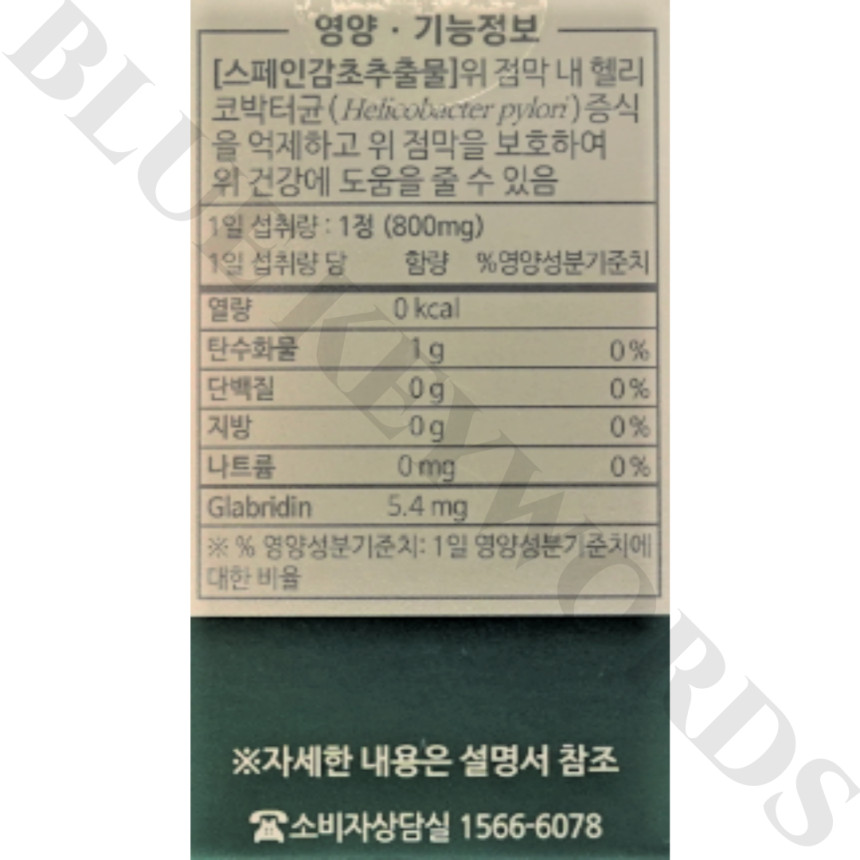 영양 · 기능정보
[스페인감초추출물]위 점막 내 헬리
코박터균(Helicobacter pylori)증식
을 억제하고 위 점막을 보호하여
위 건강에 도움을 줄 수 있음
1일 섭취량 : 1정 (800mg)
1일 섭취량 당 함량 %영양성분기준치
열량 0 kcal
탄수화물 1 g 0 %
단백질 0 g 0 %
지방 0 g 0 %
나트륨 0 mg 0 %
Glabridin 5.4 mg
※ % 영양성분기준치: 1일 영양성분기준치에
대한 비율
※자세한 내용은 설명서 참조
☎소비자상담실 1566-6078
BLUE KEYWORDS